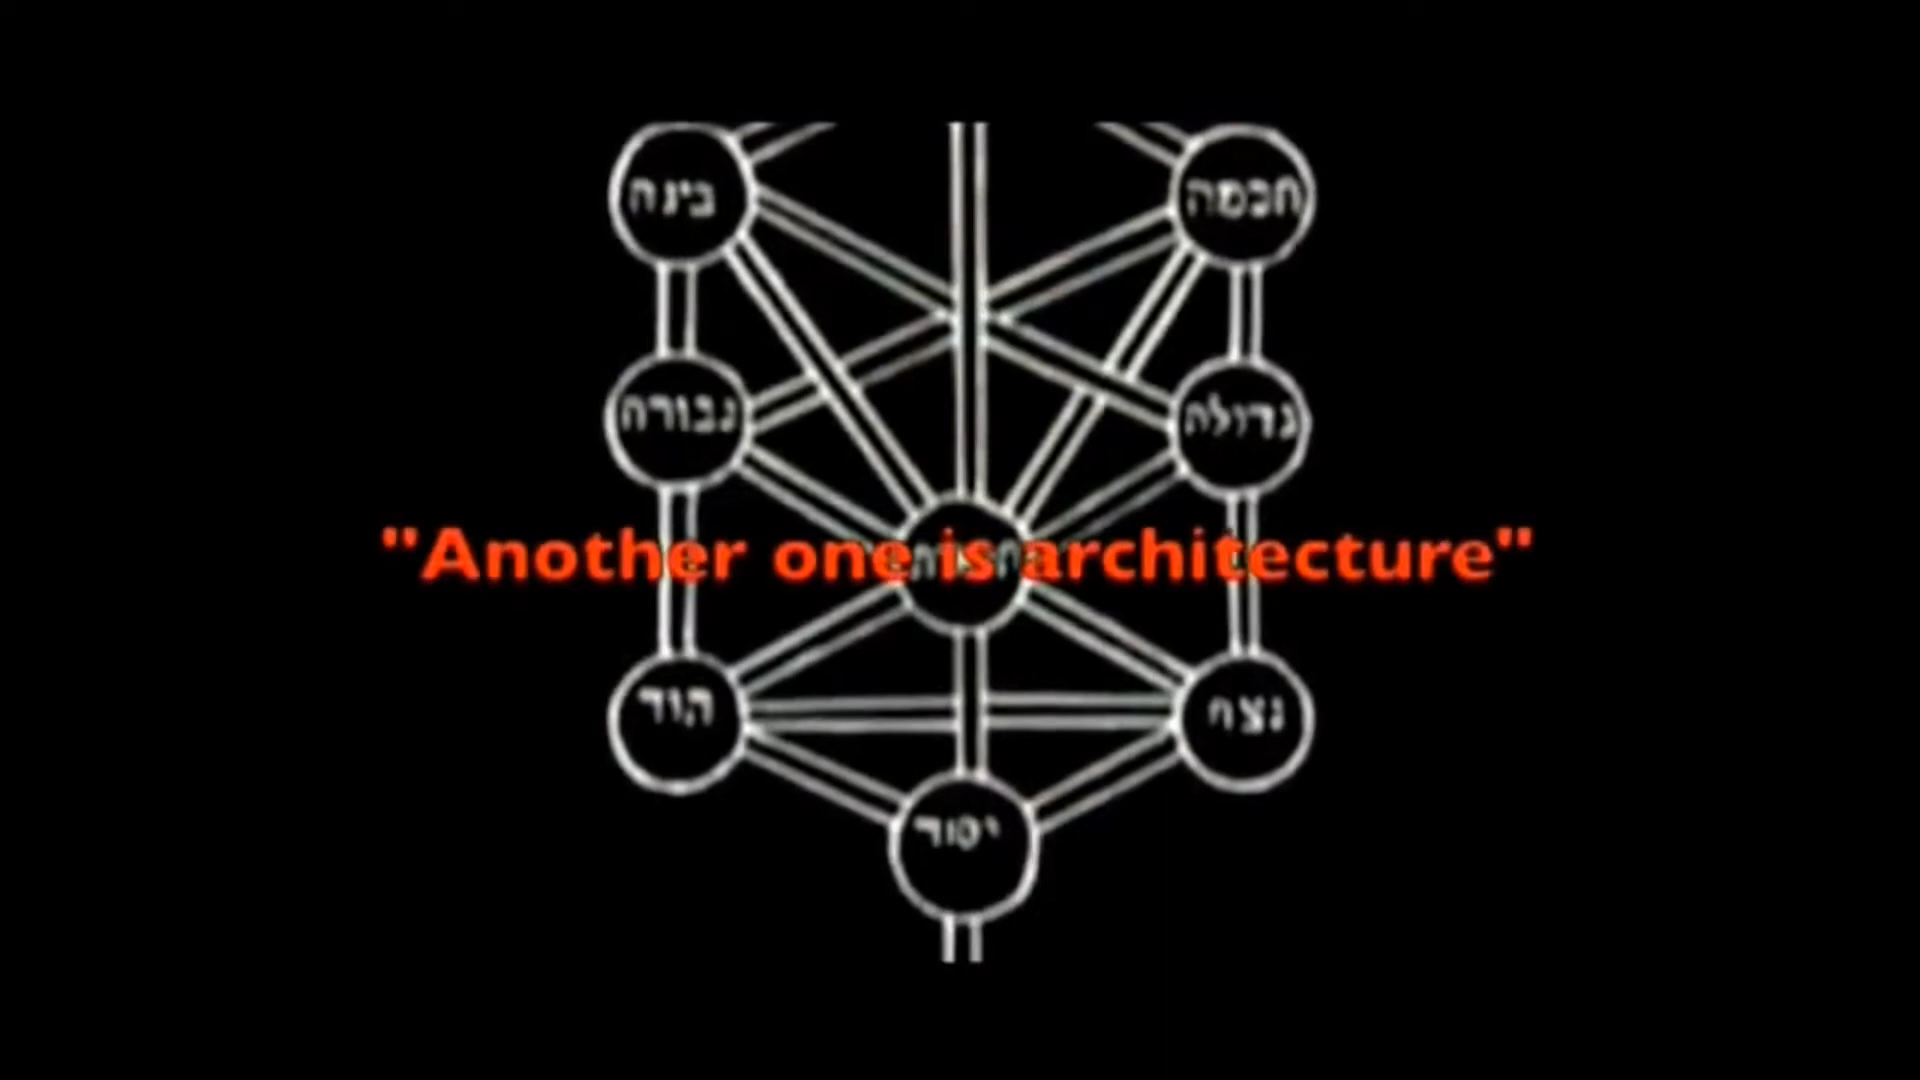 בינה
חכמה
גבורה
גדולה
"Another one is architecture"
הוד
נצח
יסוד